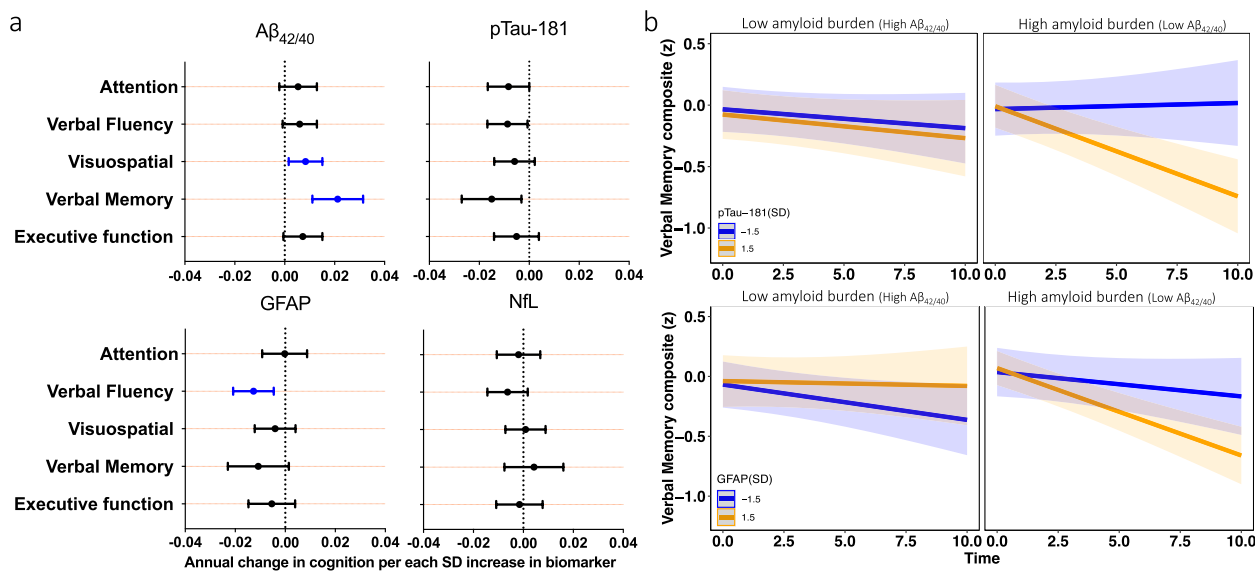 a
Aβ42/40
pTau-181
Attention
Verbal Fluency
Visuospatial
Verbal Memory
Executive function
-0.04 -0.02 0.00 0.02 0.04
-0.04 -0.02 0.00 0.02 0.04
GFAP
NfL
Attention
Verbal Fluency
Visuospatial
Verbal Memory
Executive function
-0.04 -0.02 0.00 0.02 0.04
-0.04 -0.02 0.00 0.02 0.04
Annual change in cognition per each SD increase in biomarker
b
Low amyloid burden (High Aβ42/40)
High amyloid burden (Low Aβ42/40)
Verbal Memory composite (z)
0.5
0.0
−0.5
−1.0
pTau−181(SD)
−1.5
1.5
0.0 2.5 5.0 7.5 10.0
0.0 2.5 5.0 7.5 10.0
Low amyloid burden (High Aβ42/40)
High amyloid burden (Low Aβ42/40)
Verbal Memory composite (z)
0.5
0.0
−0.5
−1.0
GFAP(SD)
−1.5
1.5
0.0 2.5 5.0 7.5 10.0
0.0 2.5 5.0 7.5 10.0
Time